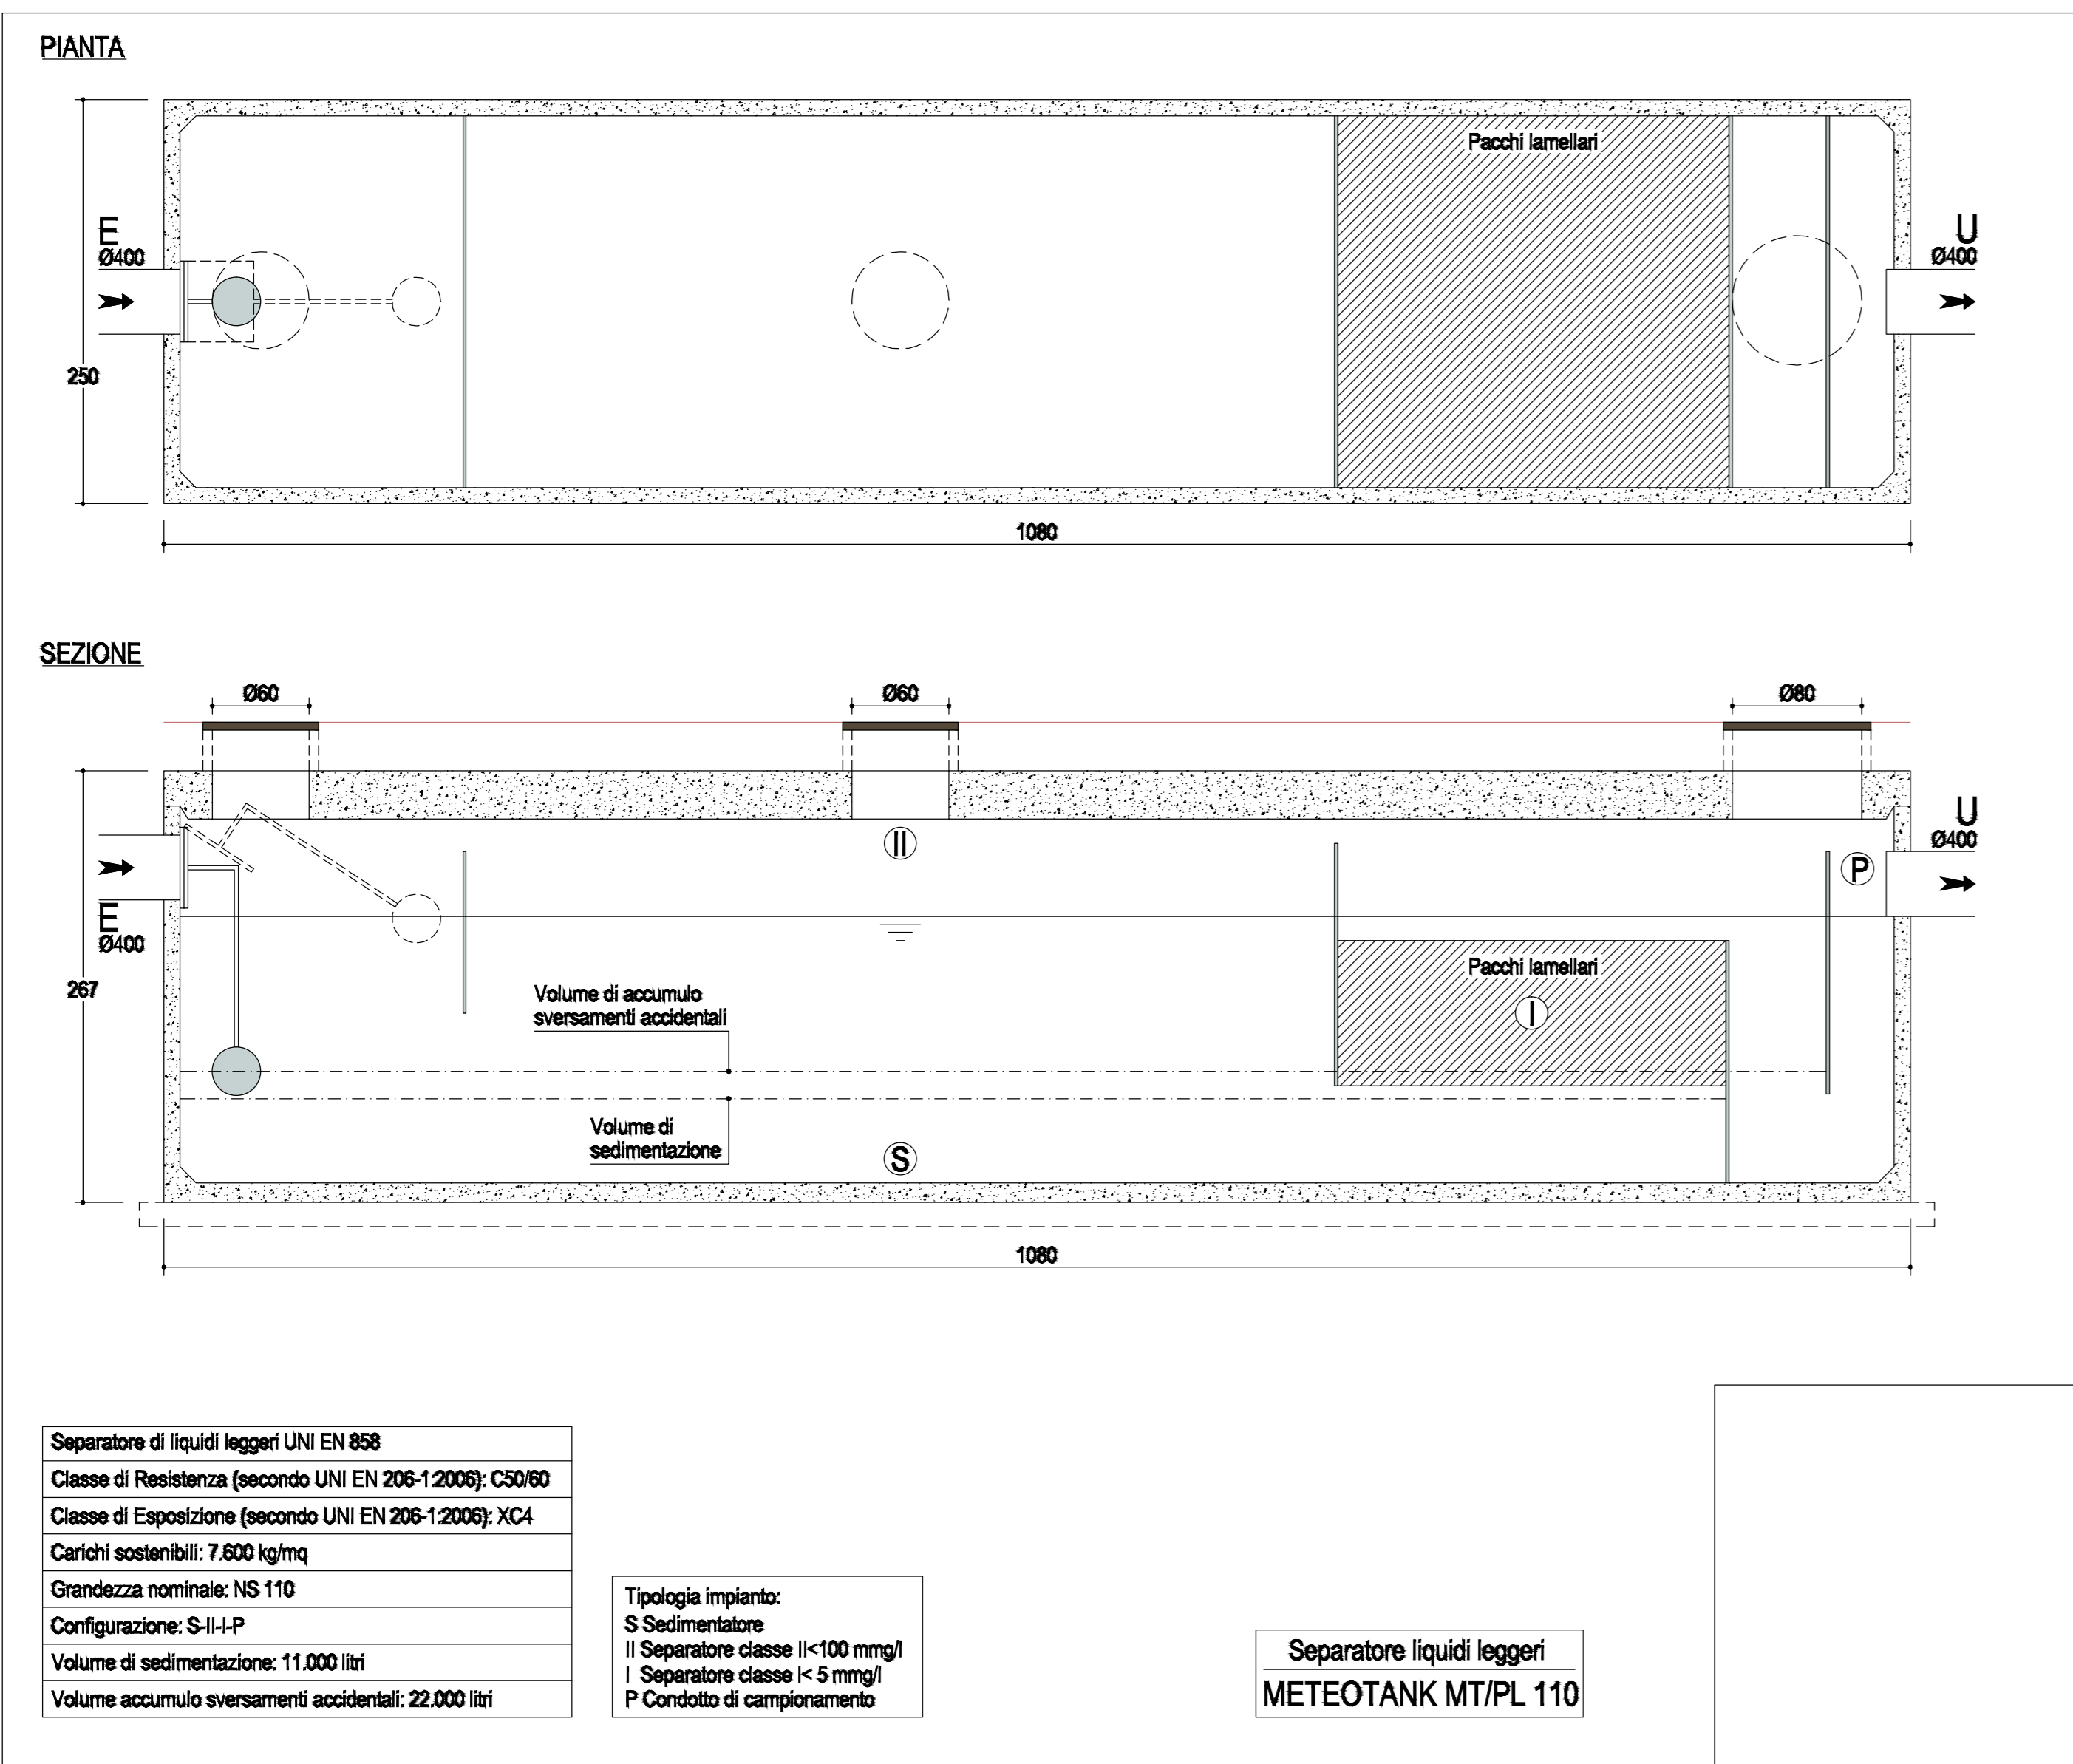 PIANTA
Pacchi lamellari
E
Ø400
U
Ø400
250
1080
SEZIONE
Ø60
Ø60
Ø80
II
U
Ø400
P
E
Ø400
267
Pacchi lamellari
I
Volume di accumulo
sversamenti accidentali
Volume di
sedimentazione
S
1080
Separatore di liquidi leggeri UNI EN 858
Classe di Resistenza (secondo UNI EN 206-1:2006): C50/60
Classe di Esposizione (secondo UNI EN 206-1:2006): XC4
Carichi sostenibili: 7.600 kg/mq
Grandezza nominale: NS 110
Configurazione: S-II-I-P
Volume di sedimentazione: 11.000 litri
Volume accumulo sversamenti accidentali: 22.000 litri
Tipologia impianto:
S Sedimentatore
II Separatore classe II<100 mmg/l
I Separatore classe I< 5 mmg/l
P Condotto di campionamento
Separatore liquidi leggeri
METEOTANK MT/PL 110